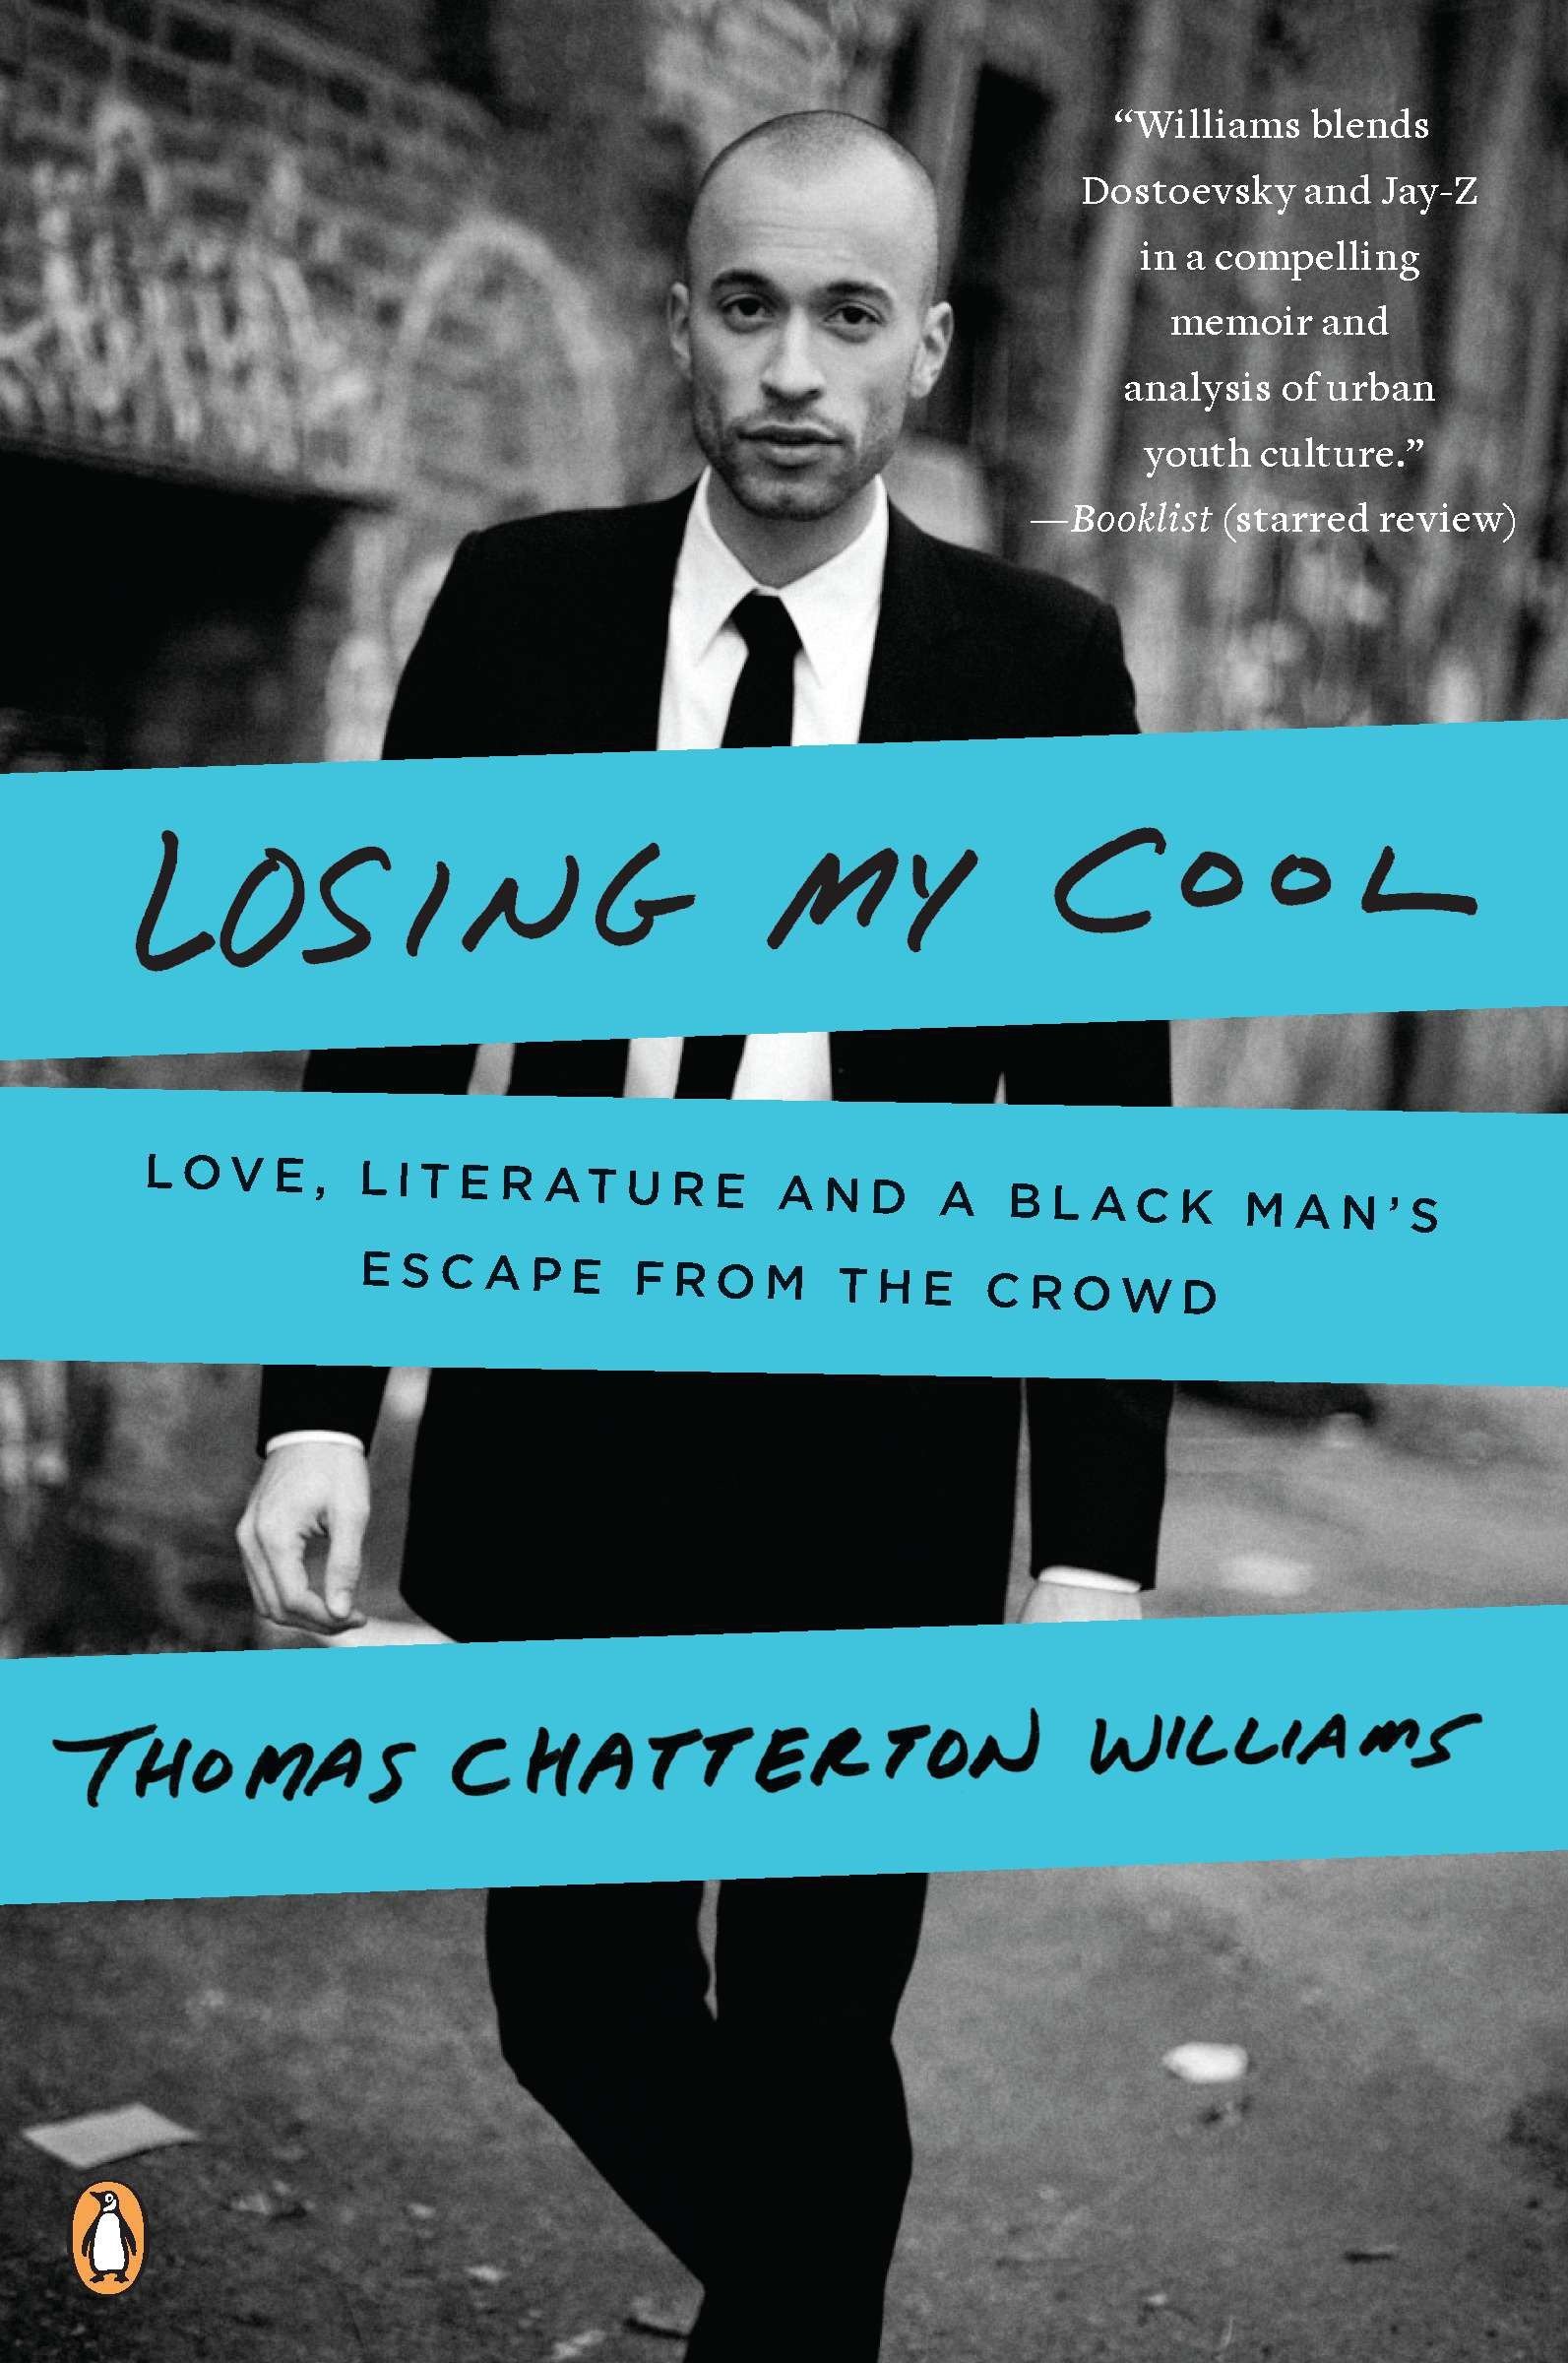 “Williams blends
Dostoevsky and Jay-Z
in a compelling
memoir and
analysis of urban
youth culture.”
—Booklist (starred review)
LOSING MY COOL
LOVE, LITERATURE AND A BLACK MAN’S
ESCAPE FROM THE CROWD
THOMAS CHATTERTON WILLIAMS